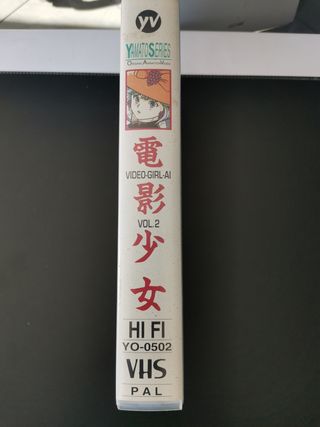 YV
YAMATO SERIES
ORIGINAL ANIMATION VIDEO
電
VIDEO-GIRL-AI
影
VOL.2
少
女
HI FI
YO-0502
VHS
PAL